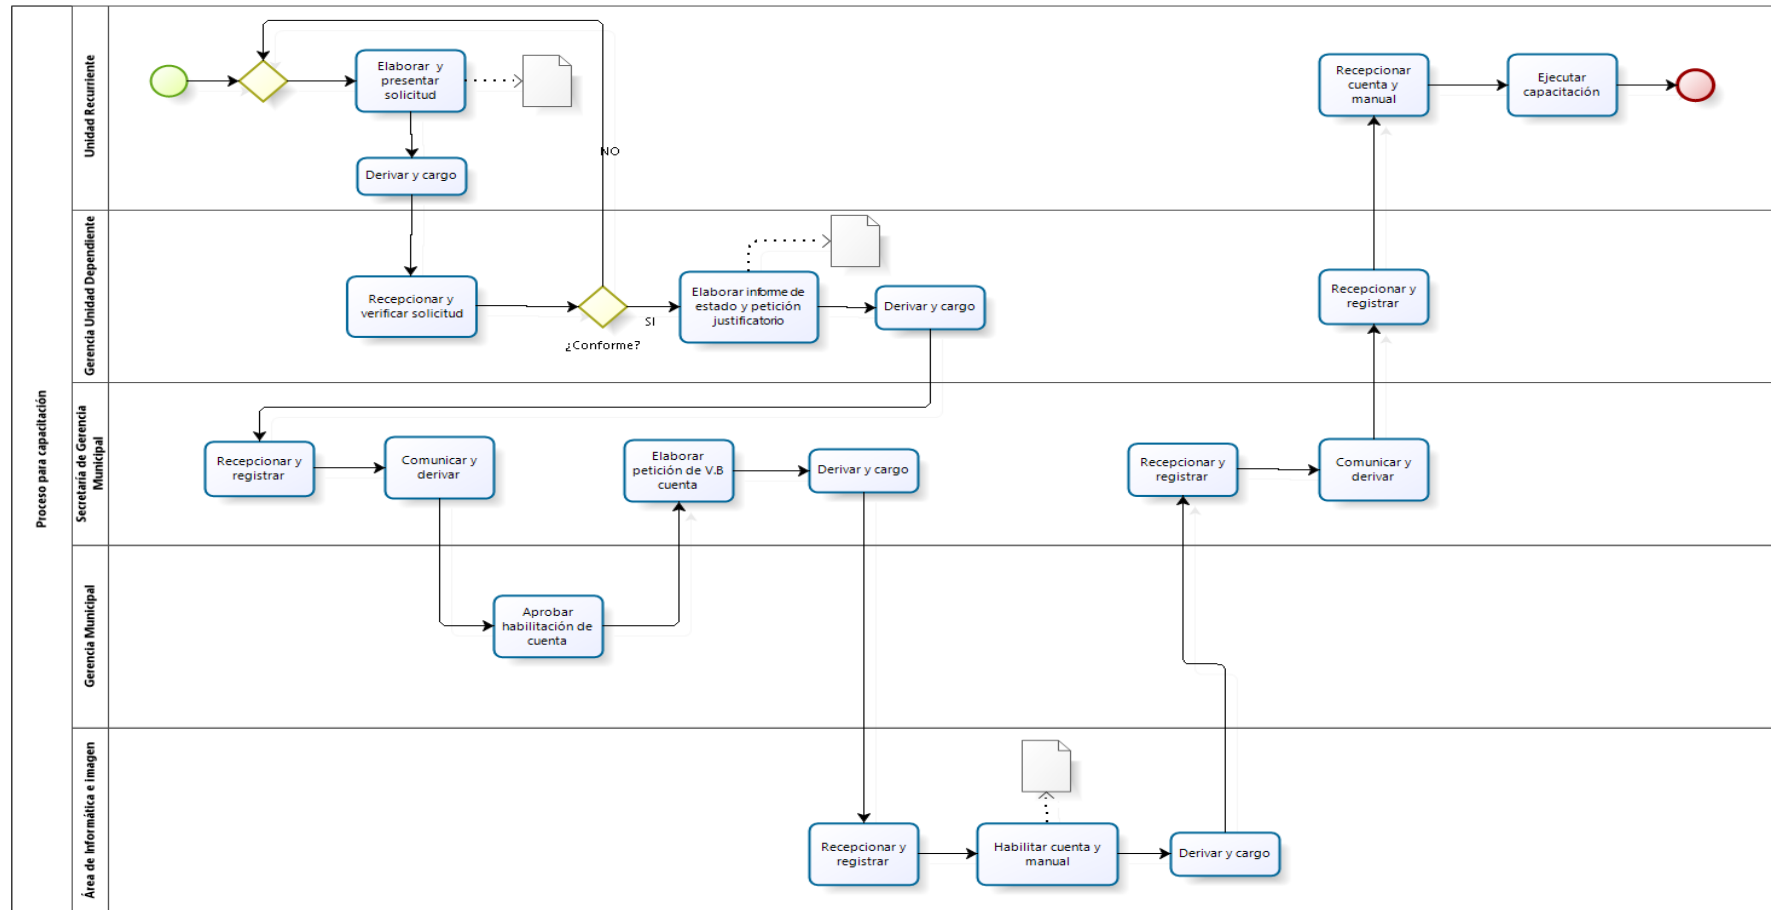 Proceso para capacitación
Unidad Recurriente
Elaborar y
presentar
solicitud
Derivar y cargo
NO
Recepcionar
cuenta y
manual
Ejecutar
capacitación
Gerencia Unidad Dependiente
Recepcionar y
verificar solicitud
¿Conforme?
SI
Elaborar informe de
estado y petición
justificatorio
Derivar y cargo
Recepcionar y
registrar
Secretaría de Gerencia
Municipal
Recepcionar y
registrar
Comunicar y
derivar
Elaborar
petición de V.B
cuenta
Derivar y cargo
Recepcionar y
registrar
Comunicar y
derivar
Gerencia Municipal
Aprobar
habilitación de
cuenta
Área de Informática e imagen
Recepcionar y
registrar
Habilitar cuenta y
manual
Derivar y cargo